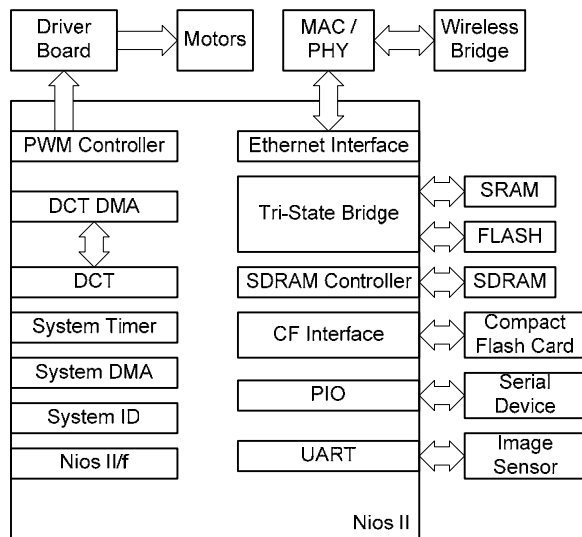 Driver
Board
Motors
MAC /
PHY
Wireless
Bridge
PWM Controller
Ethernet Interface
DCT DMA
Tri-State Bridge
SRAM
FLASH
DCT
SDRAM Controller
SDRAM
System Timer
CF Interface
Compact
Flash Card
System DMA
PIO
Serial
Device
System ID
Nios II/f
UART
Image
Sensor
Nios II